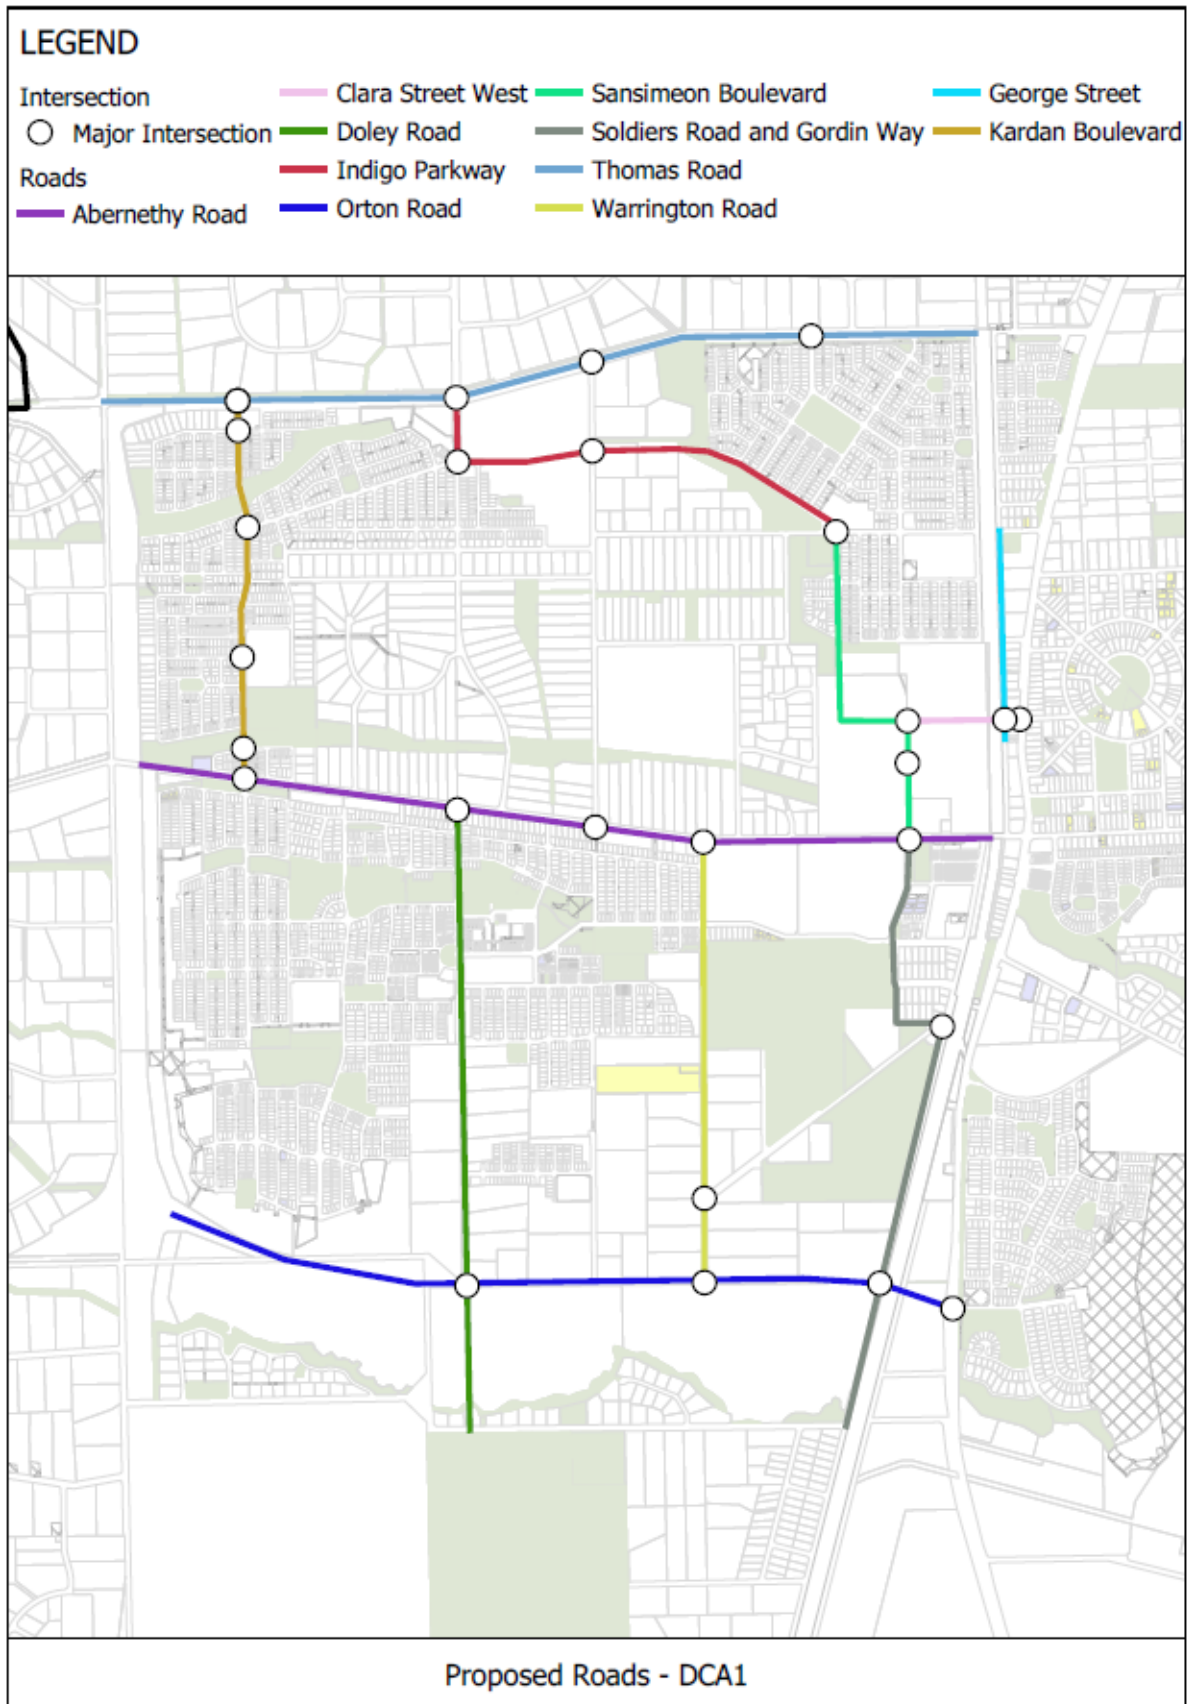 LEGEND
Intersection
Major Intersection
Roads
Abernethy Road
Clara Street West
Doley Road
Indigo Parkway
Orton Road
Sansimeon Boulevard
Soldiers Road and Gordin Way
Thomas Road
Warrington Road
George Street
Kardan Boulevard
Proposed Roads - DCA1